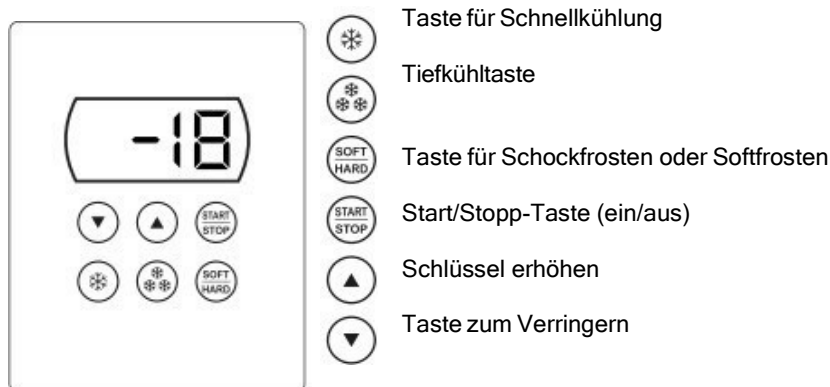 Taste für Schnellkühlung
Tiefkühltaste
-18
SOFT
HARD
Taste für Schockfrosten oder Softfrosten
START
STOP
START
STOP
Start/Stopp-Taste (ein/aus)
SOFT
HARD
Schlüssel erhöhen
Taste zum Verringern